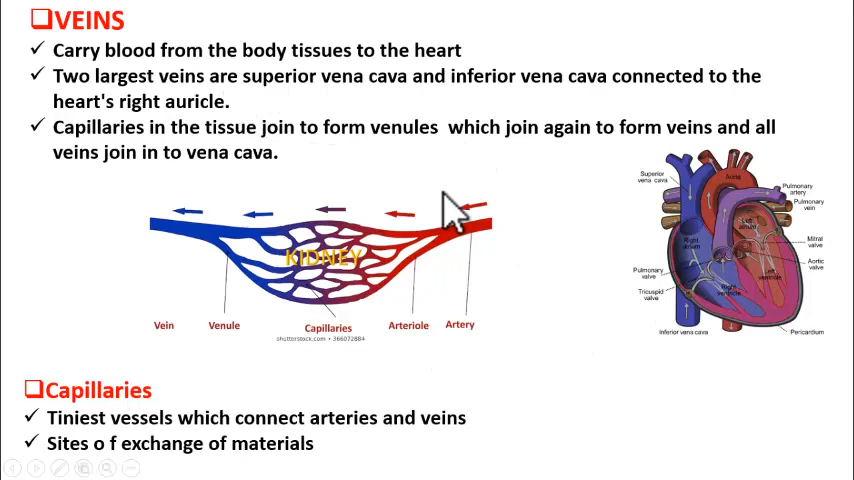 ❑VEINS
✓ Carry blood from the body tissues to the heart
✓ Two largest veins are superior vena cava and inferior vena cava connected to the
heart's right auricle.
✓ Capillaries in the tissue join to form venules which join again to form veins and all
veins join in to vena cava.
KIDNEY
Vein Venule Capillaries Arteriole Artery
shutterstock.com • 366072884
Superior
vena cava
Aorta
Pulmonary
artery
Pulmonary
vein
Left
atrium
Right
atrium
Mitral
valve
Aortic
valve
Pulmonary
valve
Tricuspid
valve
Left
ventricle
Right
ventricle
Inferior vena cava
Pericardium
❑Capillaries
✓ Tiniest vessels which connect arteries and veins
✓ Sites o f exchange of materials